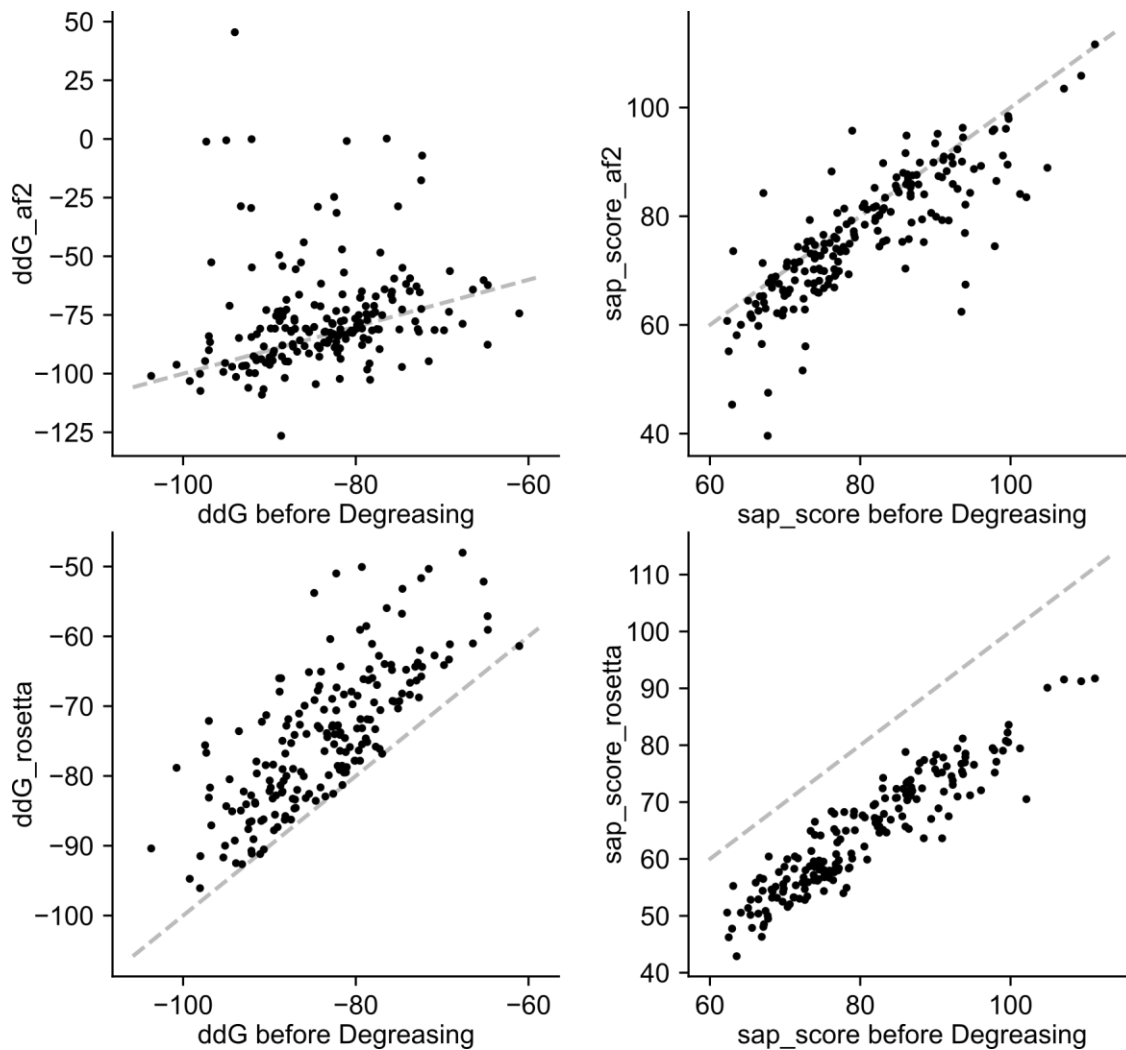 50
25
0
−25
−50
−75
−100
−125
ddG_af2
−100 −80 −60
ddG before Degreasing
100
80
60
40
sap_score_af2
60 80 100
sap_score before Degreasing
−50
−60
−70
−80
−90
−100
ddG_rosetta
−100 −80 −60
ddG before Degreasing
110
100
90
80
70
60
50
40
sap_score_rosetta
60 80 100
sap_score before Degreasing